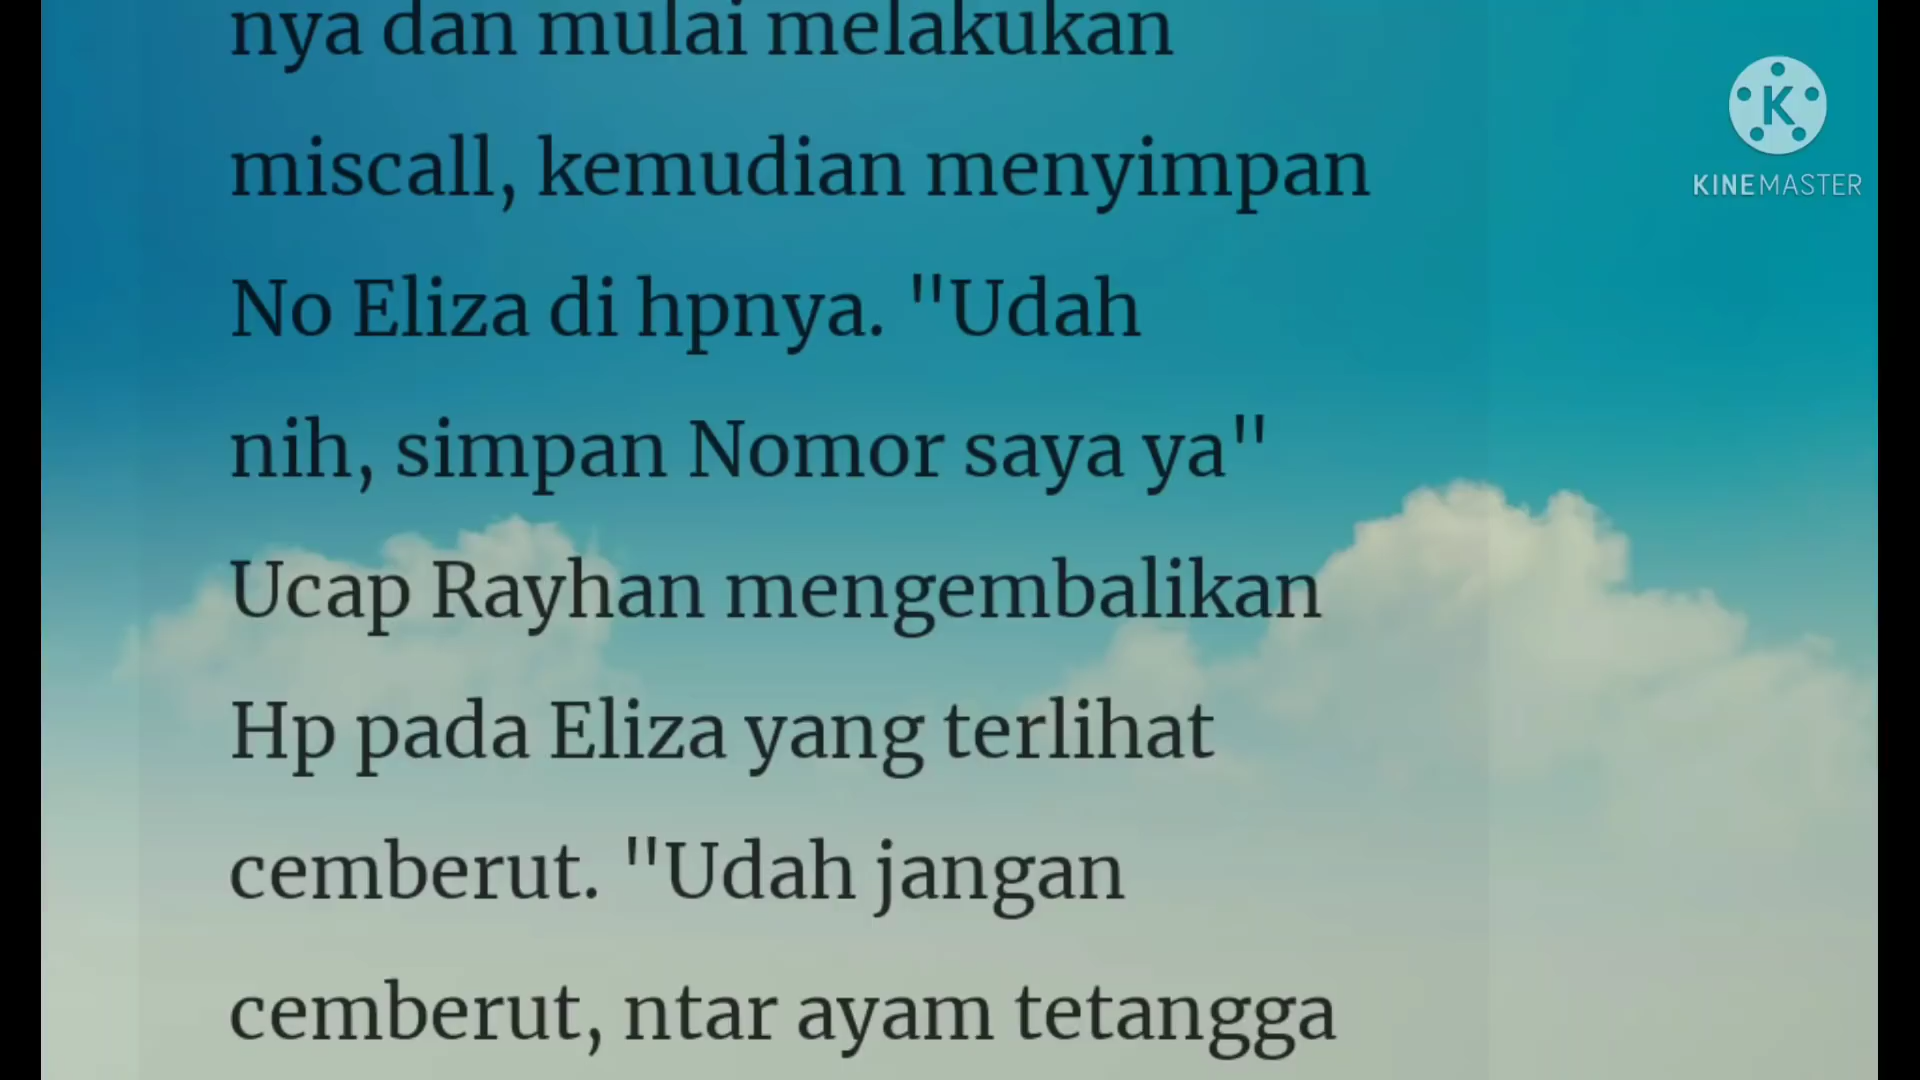 nya dan mulai melakukan
miscall, kemudian menyimpan
No Eliza di hpnya. "Udah
nih, simpan Nomor saya ya"
Ucap Rayhan mengembalikan
Hp pada Eliza yang terlihat
cemberut. "Udah jangan
cemberut, ntar ayam tetangga
K
KINEMASTER